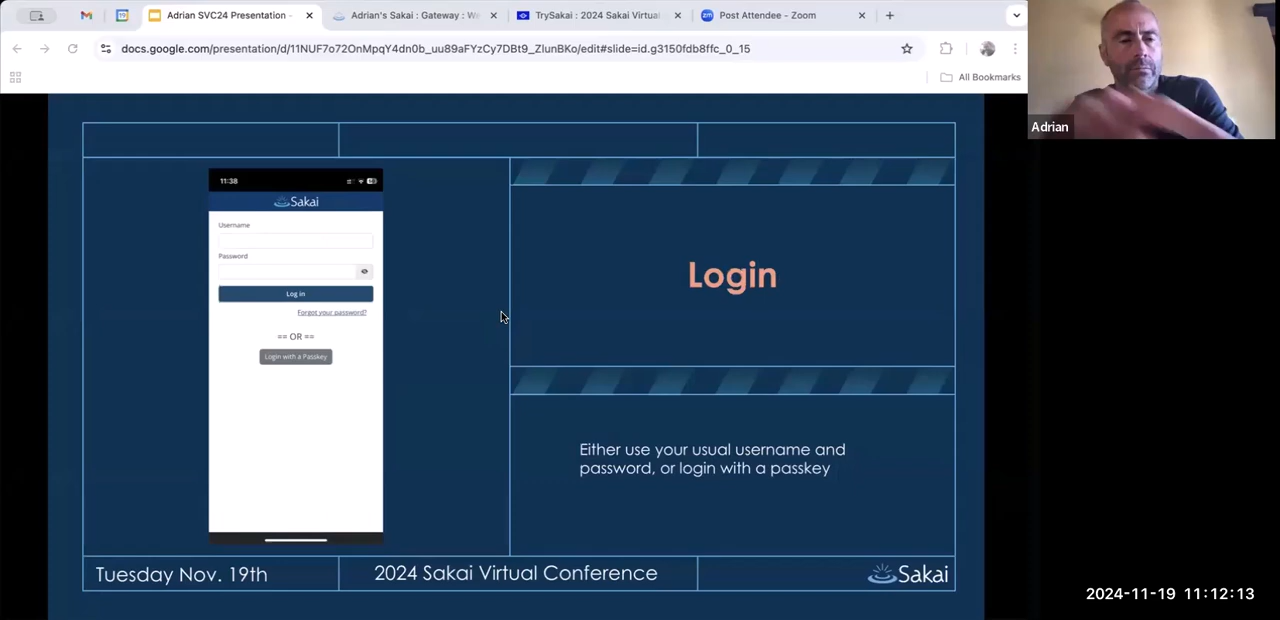 Adrian SVC24 Presentation -
Adrian's Sakai : Gateway : We
TrySakai : 2024 Sakai Virtual
Post Attendee - Zoom
docs.google.com/presentation/d/11NUF7o72OnMpqY4dn0b_uu89aFYzCy7DBt9_ZlunBKo/edit#slide=id.g3150fdb8ffc_0_15
All Bookmarks
Adrian
11:38
Sakai
Username
Password
Log in
Forgot your password?
== OR ==
Login with a Passkey
Login
Either use your usual username and
password, or login with a passkey
Tuesday Nov. 19th
2024 Sakai Virtual Conference
Sakai
2024-11-19 11:12:13